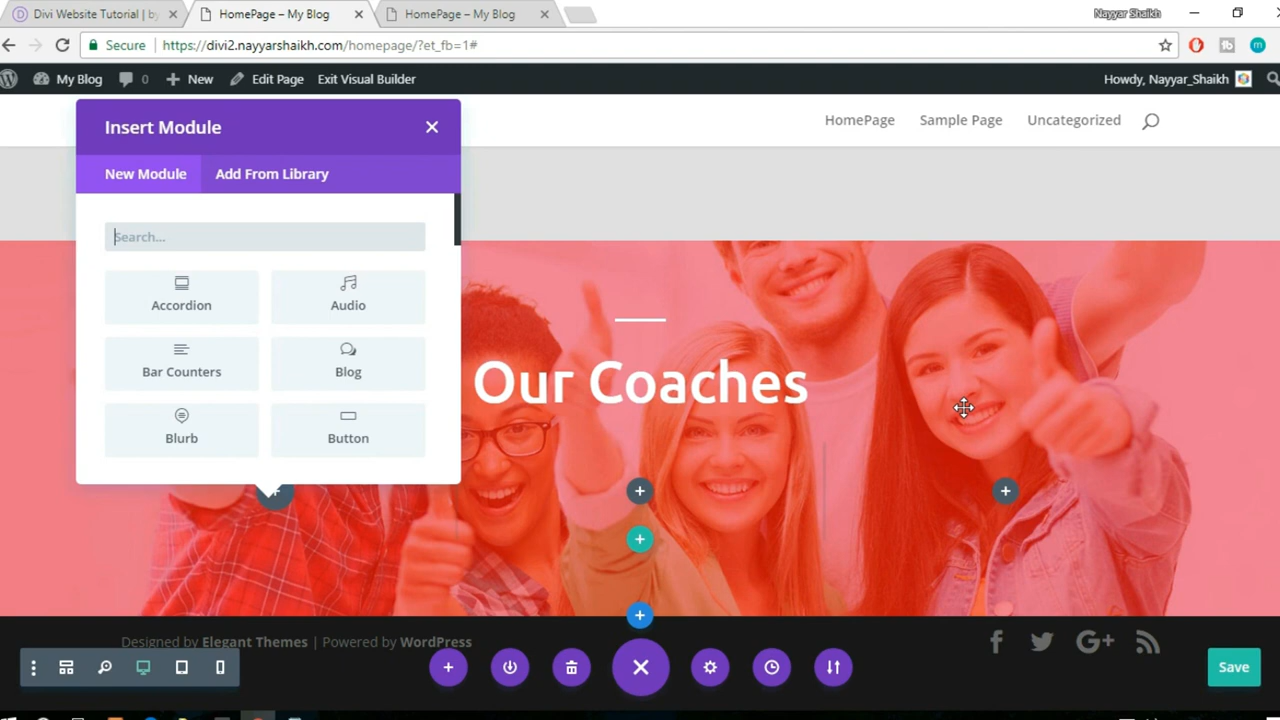 Divi Website Tutorial | by
HomePage – My Blog
HomePage – My Blog
Nayyar Shaikh
Secure
https://divi2.nayyarshaikh.com/homepage/?et_fb=1#
My Blog
0
New
Edit Page
Exit Visual Builder
Howdy, Nayyar_Shaikh
Insert Module
HomePage
Sample Page
Uncategorized
New Module
Add From Library
Search...
Accordion
Audio
Bar Counters
Blog
Blurb
Button
Our Coaches
Designed by Elegant Themes | Powered by WordPress
Save